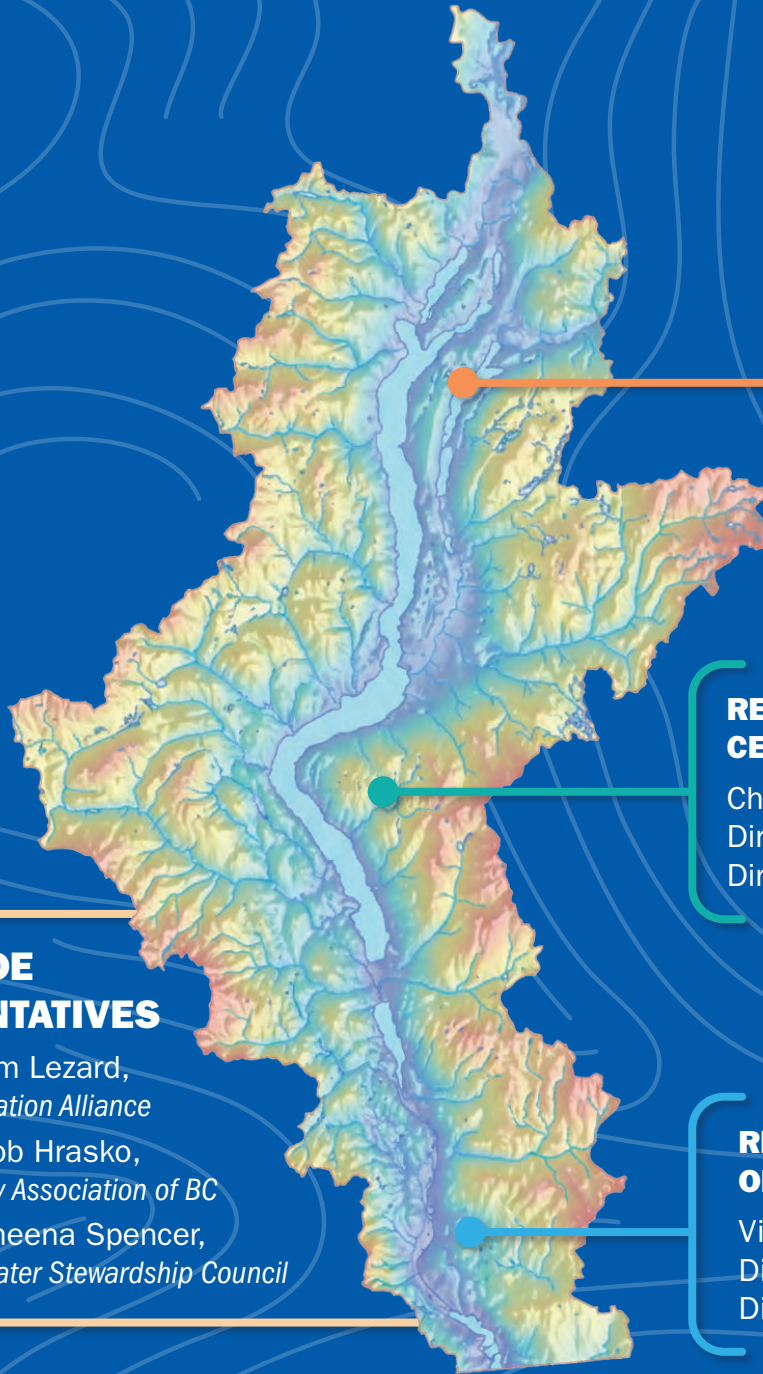 DE
NTATIVES
m Lezard,
ation Alliance
ob Hrasko,
y Association of BC
heena Spencer,
ater Stewardship Council
RE
CE
Ch
Dir
Dir
RE
O
Vi
Di
Di